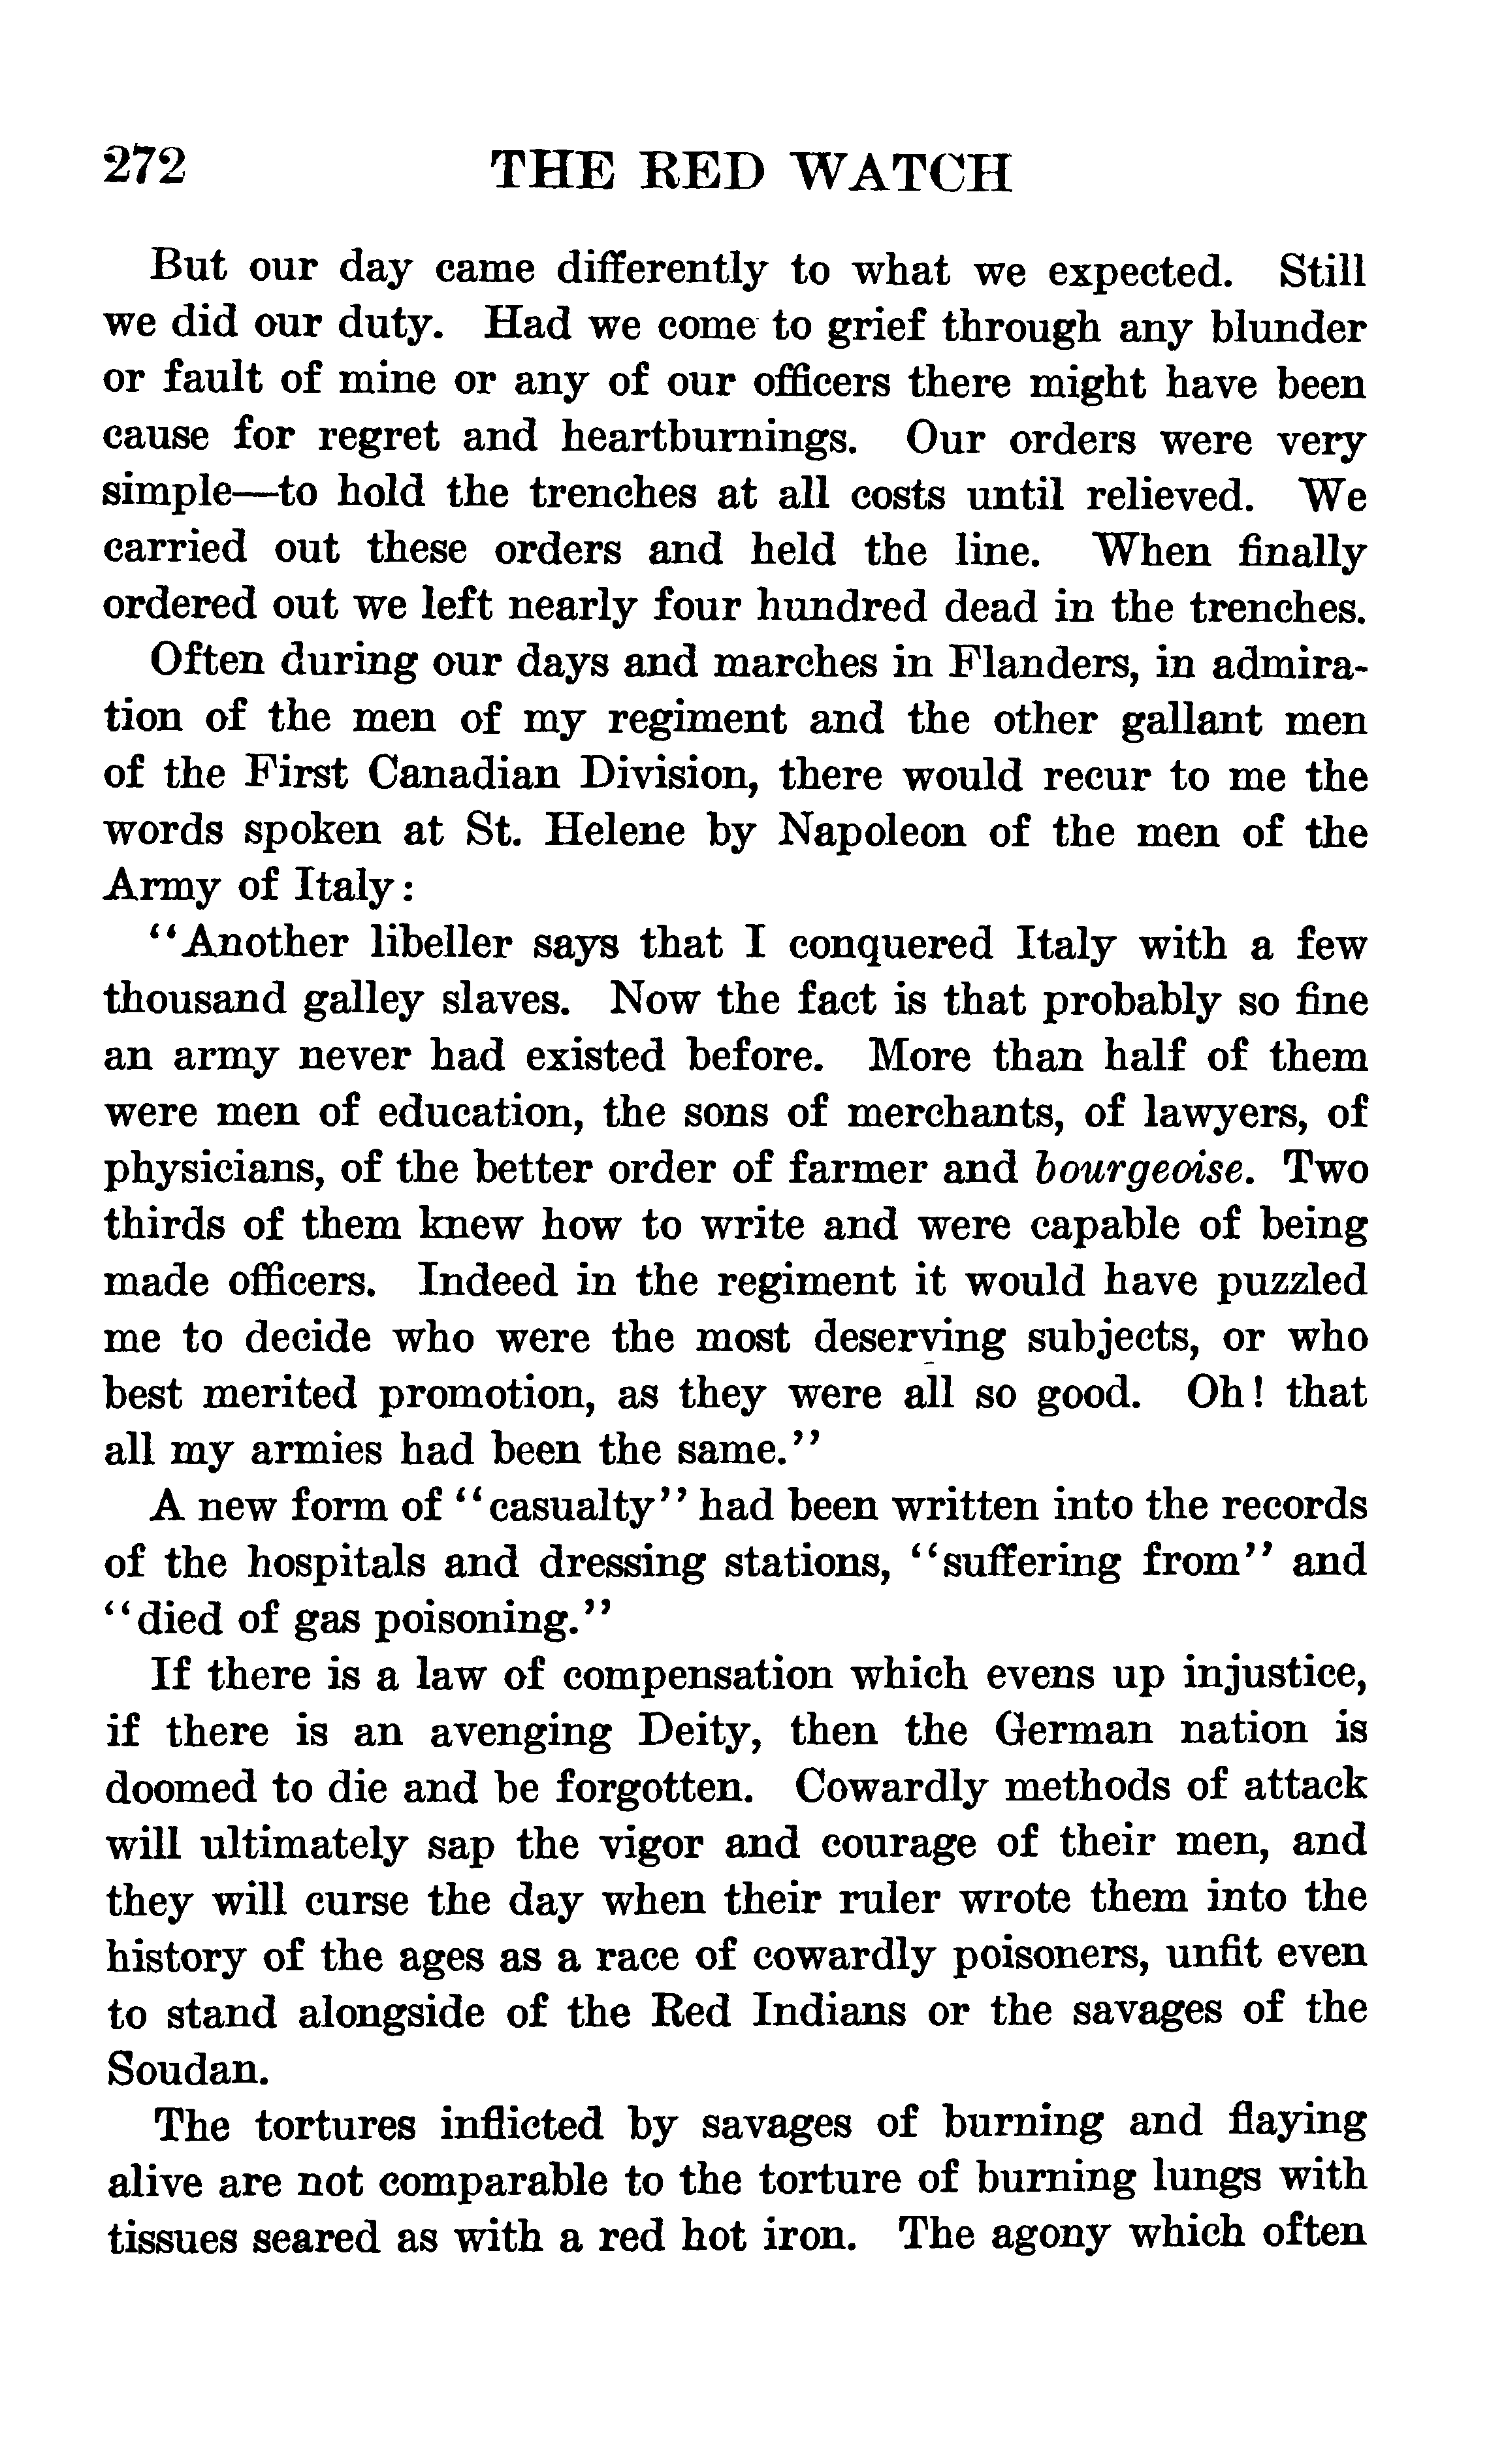 272 THE RED WATCH
But our day came differently to what we expected. Still
we did our duty. Had we come to grief through any blunder
or fault of mine or any of our officers there might have been
cause for regret and heartburnings. Our orders were very
simple—to hold the trenches at all costs until relieved. We
carried out these orders and held the line. When finally
ordered out we left nearly four hundred dead in the trenches.
Often during our days and marches in Flanders, in admira-
tion of the men of my regiment and the other gallant men
of the First Canadian Division, there would recur to me the
words spoken at St. Helene by Napoleon of the men of the
Army of Italy:
"Another libeller says that I conquered Italy with a few
thousand galley slaves. Now the fact is that probably so fine
an army never had existed before. More than half of them
were men of education, the sons of merchants, of lawyers, of
physicians, of the better order of farmer and bourgeoise. Two
thirds of them knew how to write and were capable of being
made officers. Indeed in the regiment it would have puzzled
me to decide who were the most deserving subjects, or who
best merited promotion, as they were all so good. Oh! that
all my armies had been the same."
A new form of "casualty" had been written into the records
of the hospitals and dressing stations, "suffering from" and
"died of gas poisoning."
If there is a law of compensation which evens up injustice,
if there is an avenging Deity, then the German nation is
doomed to die and be forgotten. Cowardly methods of attack
will ultimately sap the vigor and courage of their men, and
they will curse the day when their ruler wrote them into the
history of the ages as a race of cowardly poisoners, unfit even
to stand alongside of the Red Indians or the savages of the
Soudan.
The tortures inflicted by savages of burning and flaying
alive are not comparable to the torture of burning lungs with
tissues seared as with a red hot iron. The agony which often